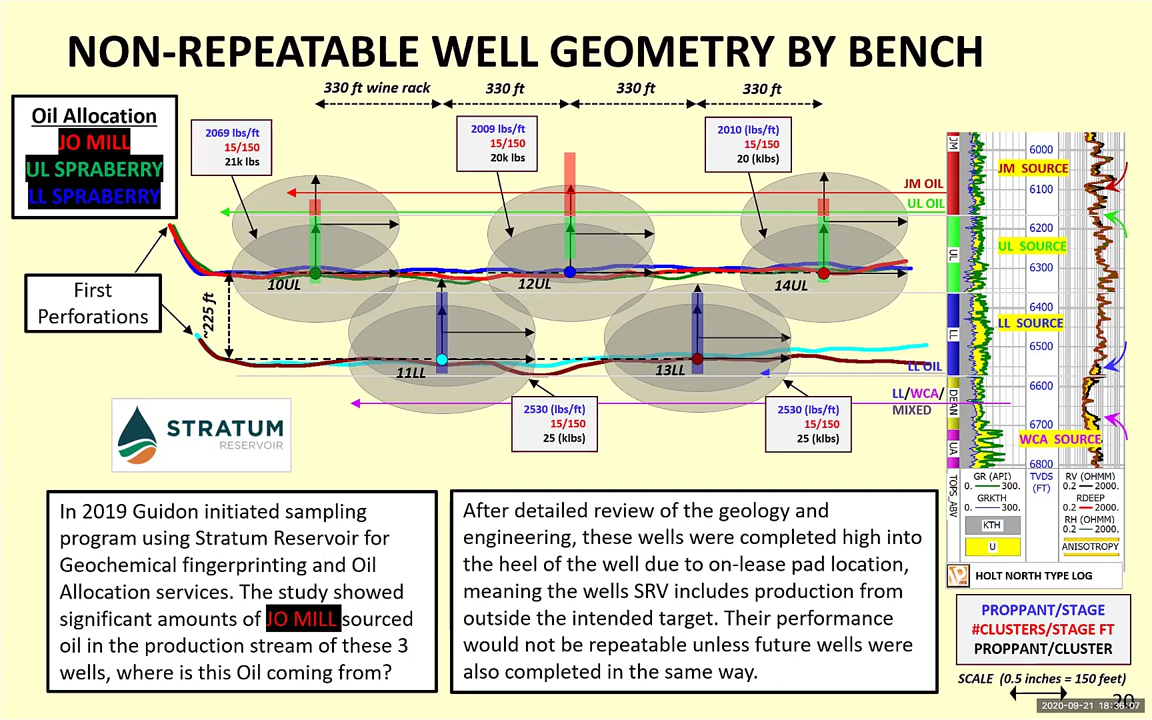 NON-REPEATABLE WELL GEOMETRY BY BENCH
330 ft wine rack
330 ft
330 ft
330 ft
Oil Allocation
JO MILL
UL SPRABERRY
LL SPRABERRY
2069 lbs/ft
15/150
21k lbs
2009 lbs/ft
15/150
20k lbs
2010 (lbs/ft)
15/150
20 (klbs)
JM OIL
UL OIL
First
Perforations
~225 ft
10UL
12UL
14UL
11LL
13LL
LL OIL
LL/WCA/
MIXED
2530 (lbs/ft)
15/150
25 (klbs)
2530 (lbs/ft)
15/150
25 (klbs)
STRATUM
RESERVOIR
JM
UL
LL
DEAN
UA
6000
6100
6200
6300
6400
6500
6600
6700
6800
JM SOURCE
UL SOURCE
LL SOURCE
WCA SOURCE
TOPS_ABV
GR (API)
0. 300.
GRKTH
0. 300.
KTH
U
TVDS
(FT)
RV (OHMM)
0.2 2000.
RDEEP
0.2 2000.
RH (OHMM)
0.2 2000.
ANISOTROPY
HOLT NORTH TYPE LOG
In 2019 Guidon initiated sampling
program using Stratum Reservoir for
Geochemical fingerprinting and Oil
Allocation services. The study showed
significant amounts of JO MILL sourced
oil in the production stream of these 3
wells, where is this Oil coming from?
After detailed review of the geology and
engineering, these wells were completed high into
the heel of the well due to on-lease pad location,
meaning the wells SRV includes production from
outside the intended target. Their performance
would not be repeatable unless future wells were
also completed in the same way.
PROPPANT/STAGE
#CLUSTERS/STAGE FT
PROPPANT/CLUSTER
SCALE (0.5 inches = 150 feet)
20
2020-09-21 18:36:07